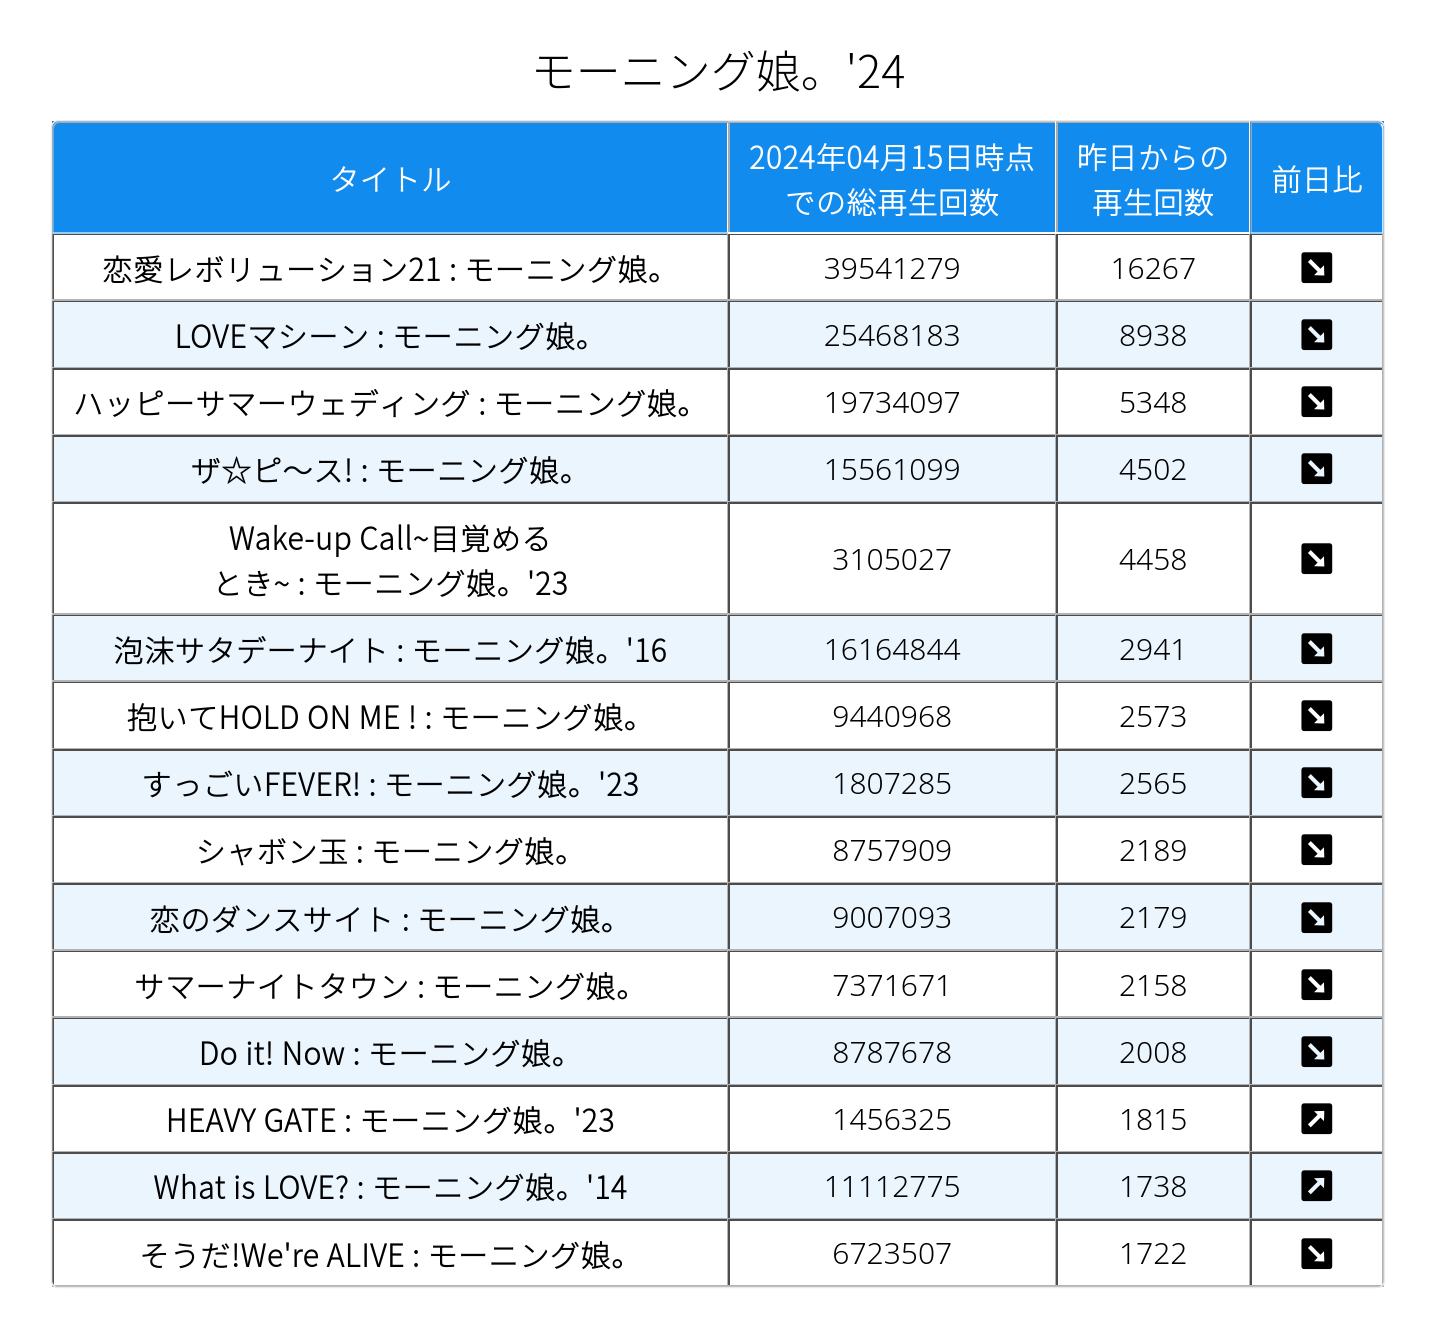 モーニング娘。'24
タイトル
2024年04月15日時点
での総再生回数
昨日からの
再生回数
前日比
恋愛レボリューション21 : モーニング娘。 39541279 16267
LOVEマシーン : モーニング娘。 25468183 8938
ハッピーサマーウェディング : モーニング娘。 19734097 5348
ザ☆ピ〜ス! : モーニング娘。 15561099 4502
Wake-up Call~目覚める
とき~ : モーニング娘。'23 3105027 4458
泡沫サタデーナイト : モーニング娘。'16 16164844 2941
抱いてHOLD ON ME ! : モーニング娘。 9440968 2573
すっごいFEVER! : モーニング娘。'23 1807285 2565
シャボン玉 : モーニング娘。 8757909 2189
恋のダンスサイト : モーニング娘。 9007093 2179
サマーナイトタウン : モーニング娘。 7371671 2158
Do it! Now : モーニング娘。 8787678 2008
HEAVY GATE : モーニング娘。'23 1456325 1815
What is LOVE? : モーニング娘。'14 11112775 1738
そうだ!We're ALIVE : モーニング娘。 6723507 1722